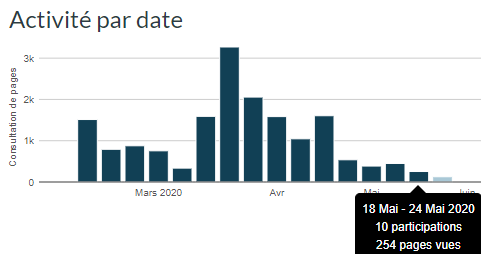 Activité par date
Consultation de pages
3k
2k
1k
0
Mars 2020
Avr
Mai
Juin
18 Mai - 24 Mai 2020
10 participations
254 pages vues